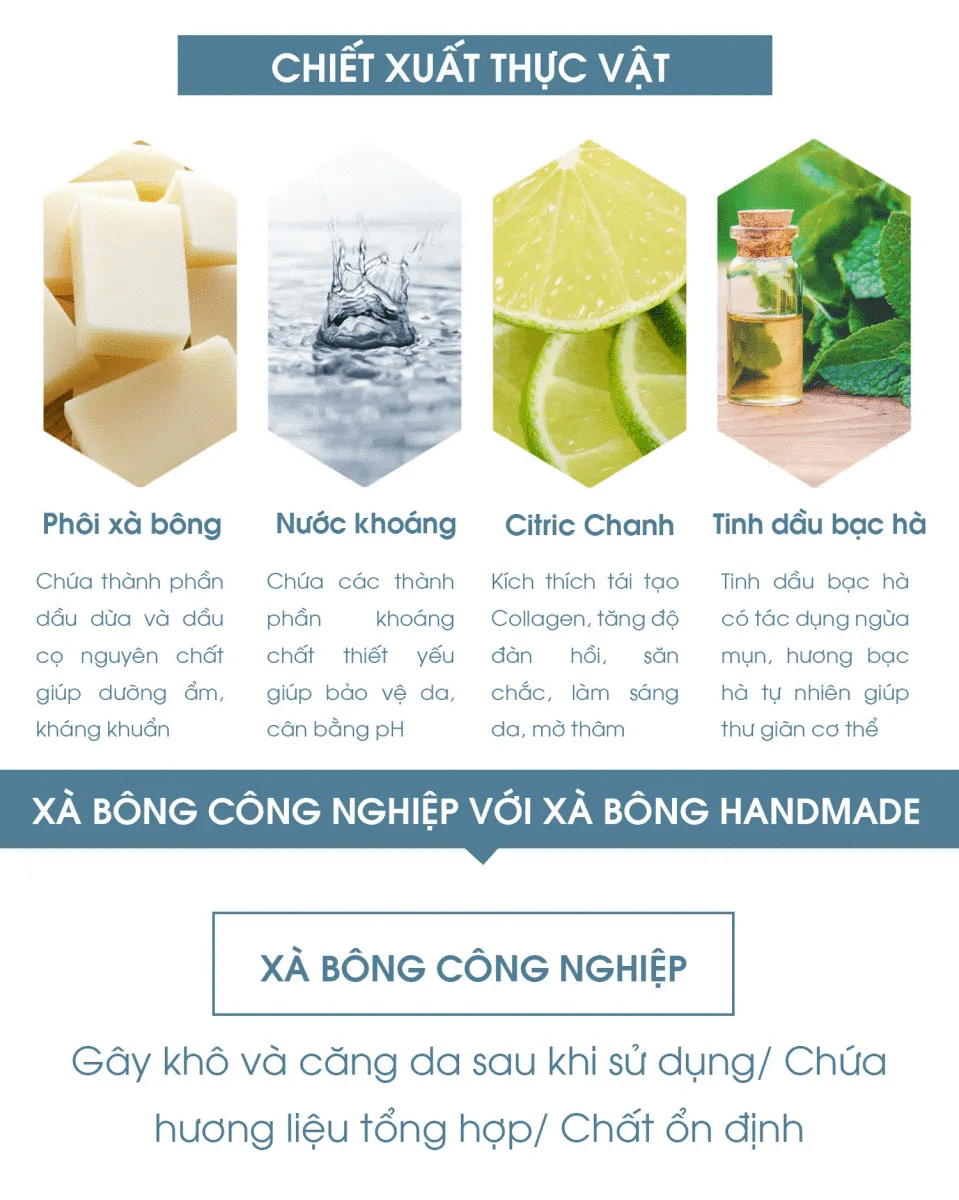 CHIẾT XUẤT THỰC VẬT
Phôi xà bông
Chứa thành phần
dầu dừa và dầu
cọ nguyên chất
giúp dưỡng ẩm,
kháng khuẩn
Nước khoáng
Chứa các thành
phần khoáng
chất thiết yếu
giúp bảo vệ da,
cân bằng pH
Citric Chanh
Kích thích tái tạo
Collagen, tăng độ
đàn hồi, săn
chắc, làm sáng
da, mờ thâm
Tinh dầu bạc hà
Tinh dầu bạc hà
có tác dụng ngừa
mụn, hương bạc
hà tự nhiên giúp
thư giãn cơ thể
XÀ BÔNG CÔNG NGHIỆP VỚI XÀ BÔNG HANDMADE
XÀ BÔNG CÔNG NGHIỆP
Gây khô và căng da sau khi sử dụng/ Chứa
hương liệu tổng hợp/ Chất ổn định